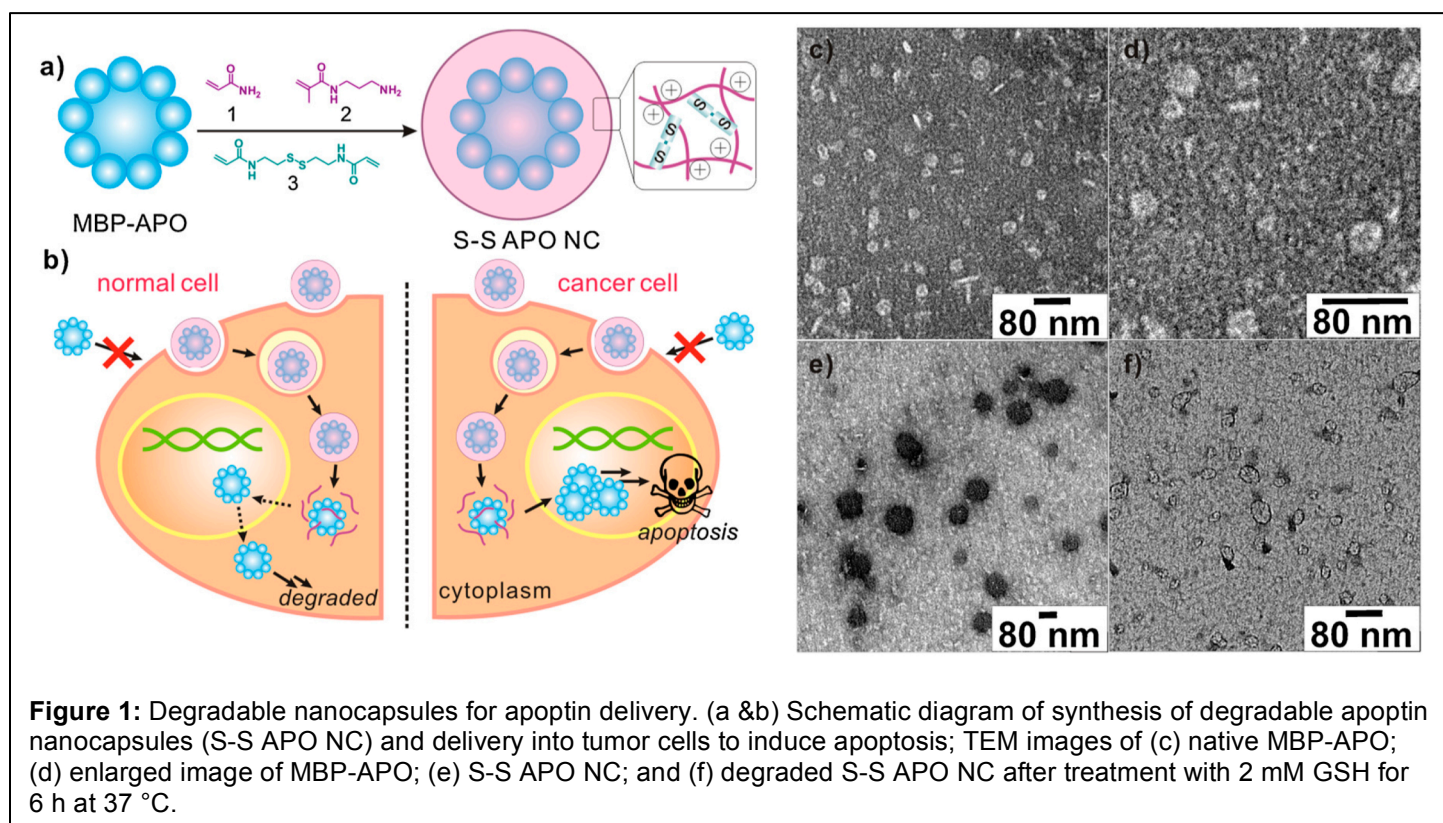 a)
O
NH₂
1
O
N
H
NH₂
2
O
N
H
S
S
H
N
O
3
MBP-APO
S-S APO NC
+
+
+
+
+
S
S
S
S
b)
normal cell
cancer cell
degraded
cytoplasm
apoptosis
c)
80 nm
d)
80 nm
e)
80 nm
f)
80 nm
Figure 1: Degradable nanocapsules for apoptin delivery. (a &b) Schematic diagram of synthesis of degradable apoptin
nanocapsules (S-S APO NC) and delivery into tumor cells to induce apoptosis; TEM images of (c) native MBP-APO;
(d) enlarged image of MBP-APO; (e) S-S APO NC; and (f) degraded S-S APO NC after treatment with 2 mM GSH for
6 h at 37 °C.